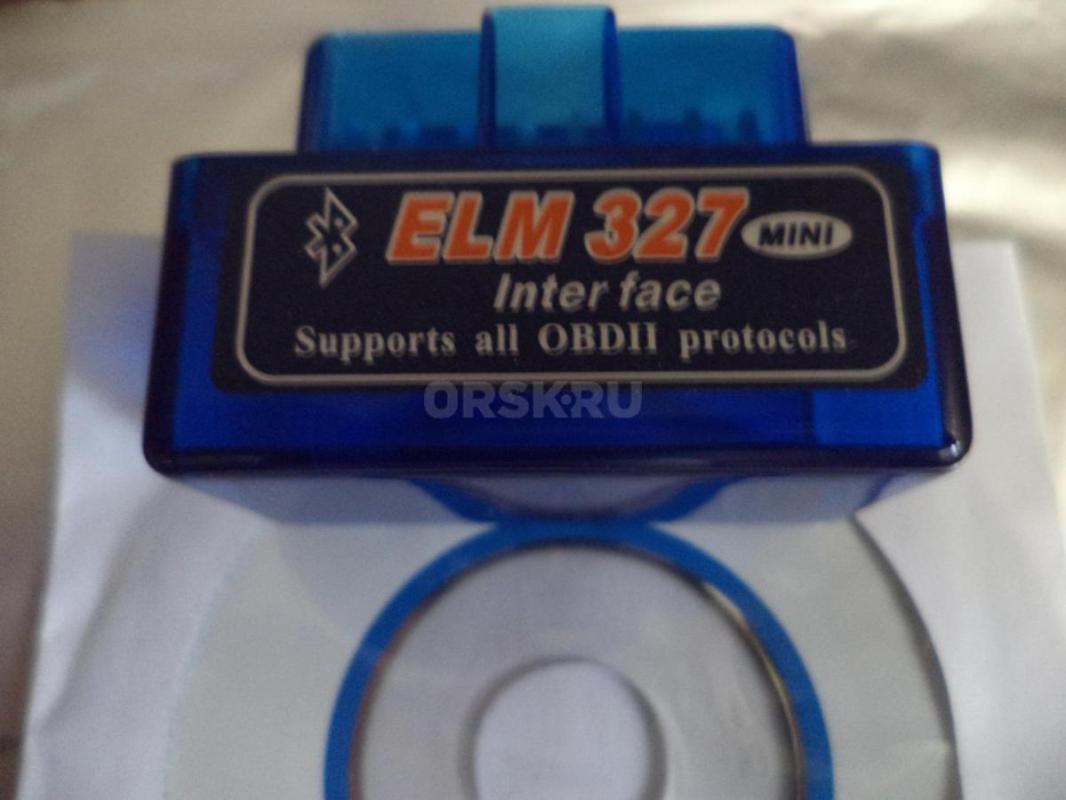 ELM 327 MINI
Inter face
Supports all OBDII protocols
ORSK.RU